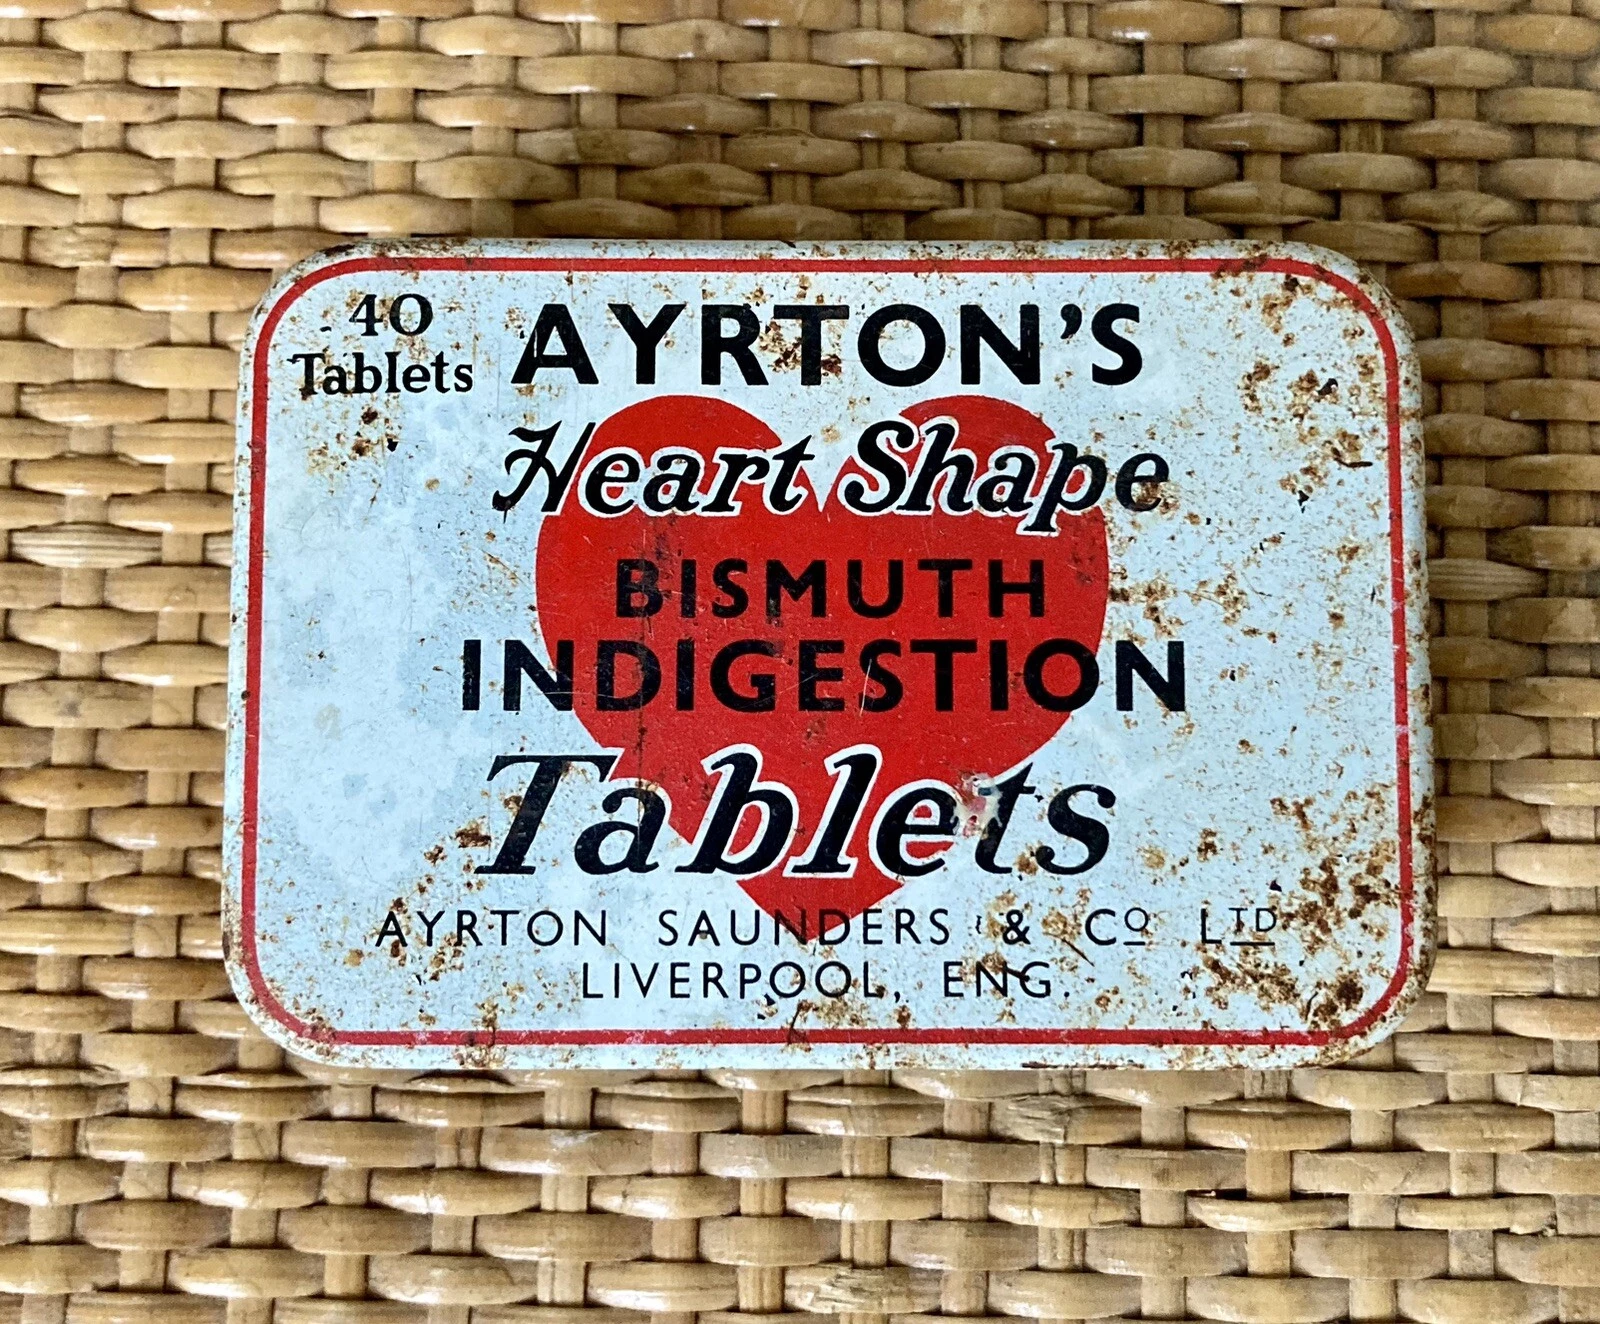 40
Tablets
AYRTON'S
Heart Shape
BISMUTH
INDIGESTION
Tablets
AYRTON SAUNDERS & Cº LTD
LIVERPOOL, ENG.